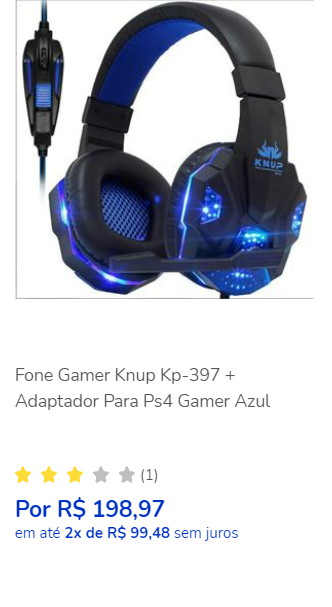 KNUP
Fone Gamer Knup Kp-397 +
Adaptador Para Ps4 Gamer Azul
(1)
Por R$ 198,97
em até 2x de R$ 99,48 sem juros